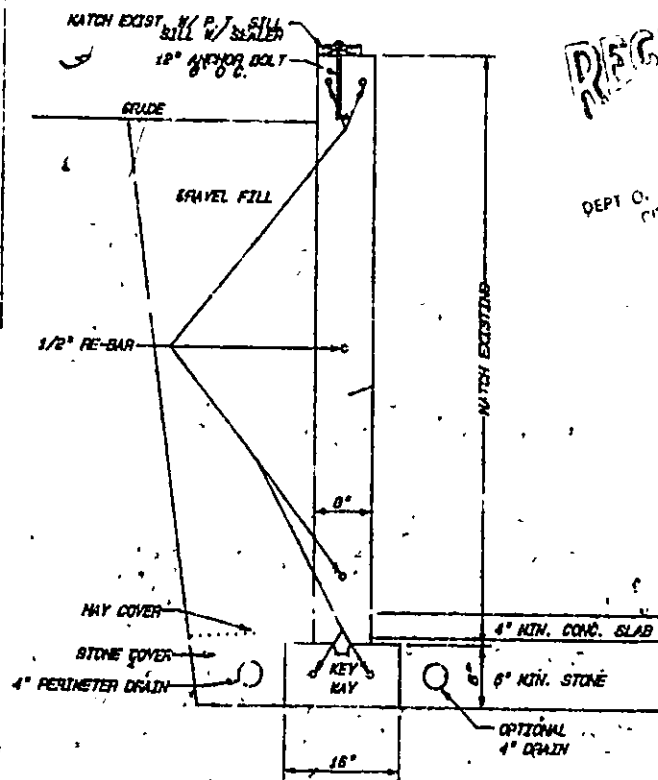 MATCH EXIST. W/ P.T. SILL
SILL W/ SEALER
12" ANCHOR BOLT
6' O.C.
GRADE
GRAVEL FILL
1/2" RE-BAR
MATCH EXISTING
8"
HAY COVER
STONE COVER
4" PERIMETER DRAIN
KEY
WAY
4" MIN. CONC. SLAB
8"
6" MIN. STONE
OPTIONAL
4" DRAIN
16"
REC
DEPT O.